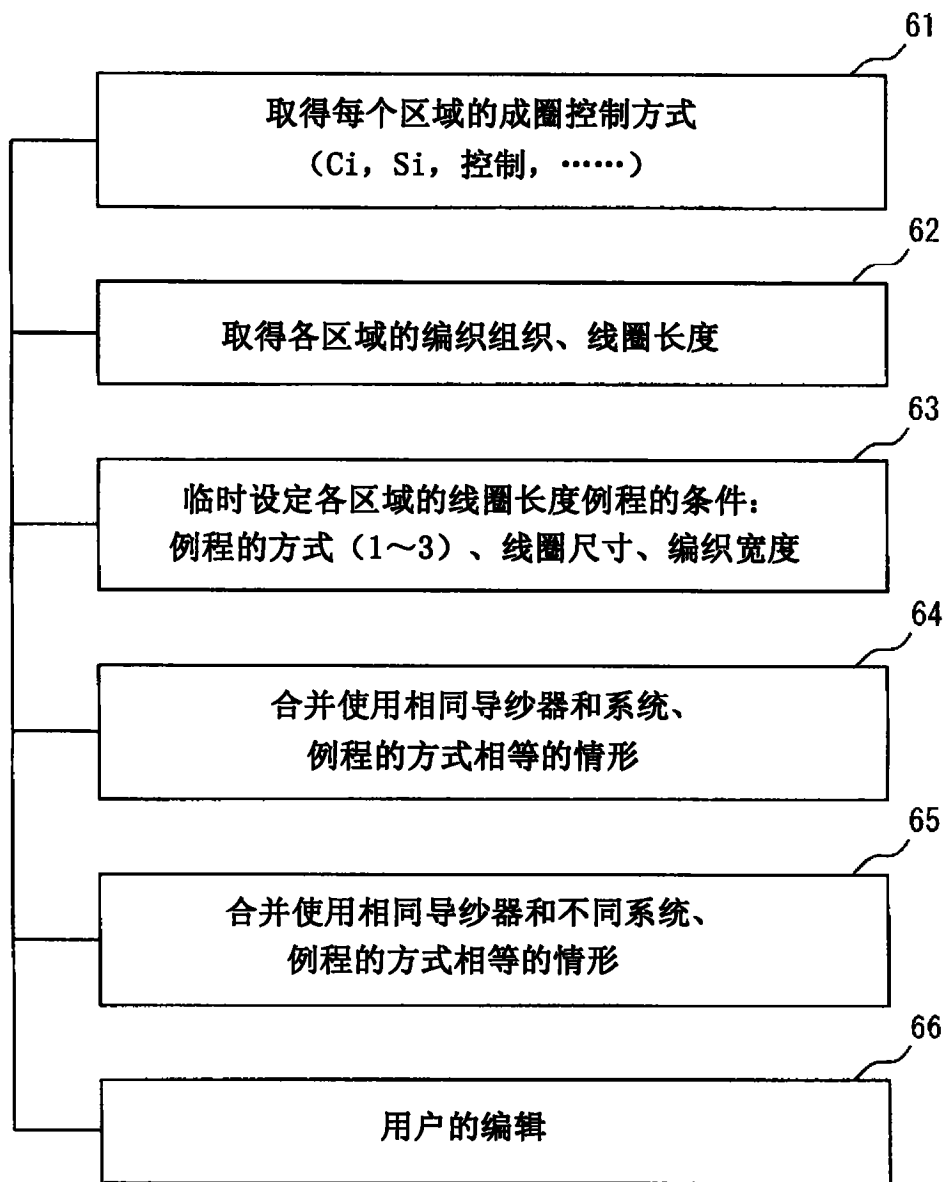 61
取得每个区域的成圈控制方式
（Ci，Si，控制，……）
62
取得各区域的编织组织、线圈长度
63
临时设定各区域的线圈长度例程的条件：
例程的方式（1～3）、线圈尺寸、编织宽度
64
合并使用相同导纱器和系统、
例程的方式相等的情形
65
合并使用相同导纱器和不同系统、
例程的方式相等的情形
66
用户的编辑